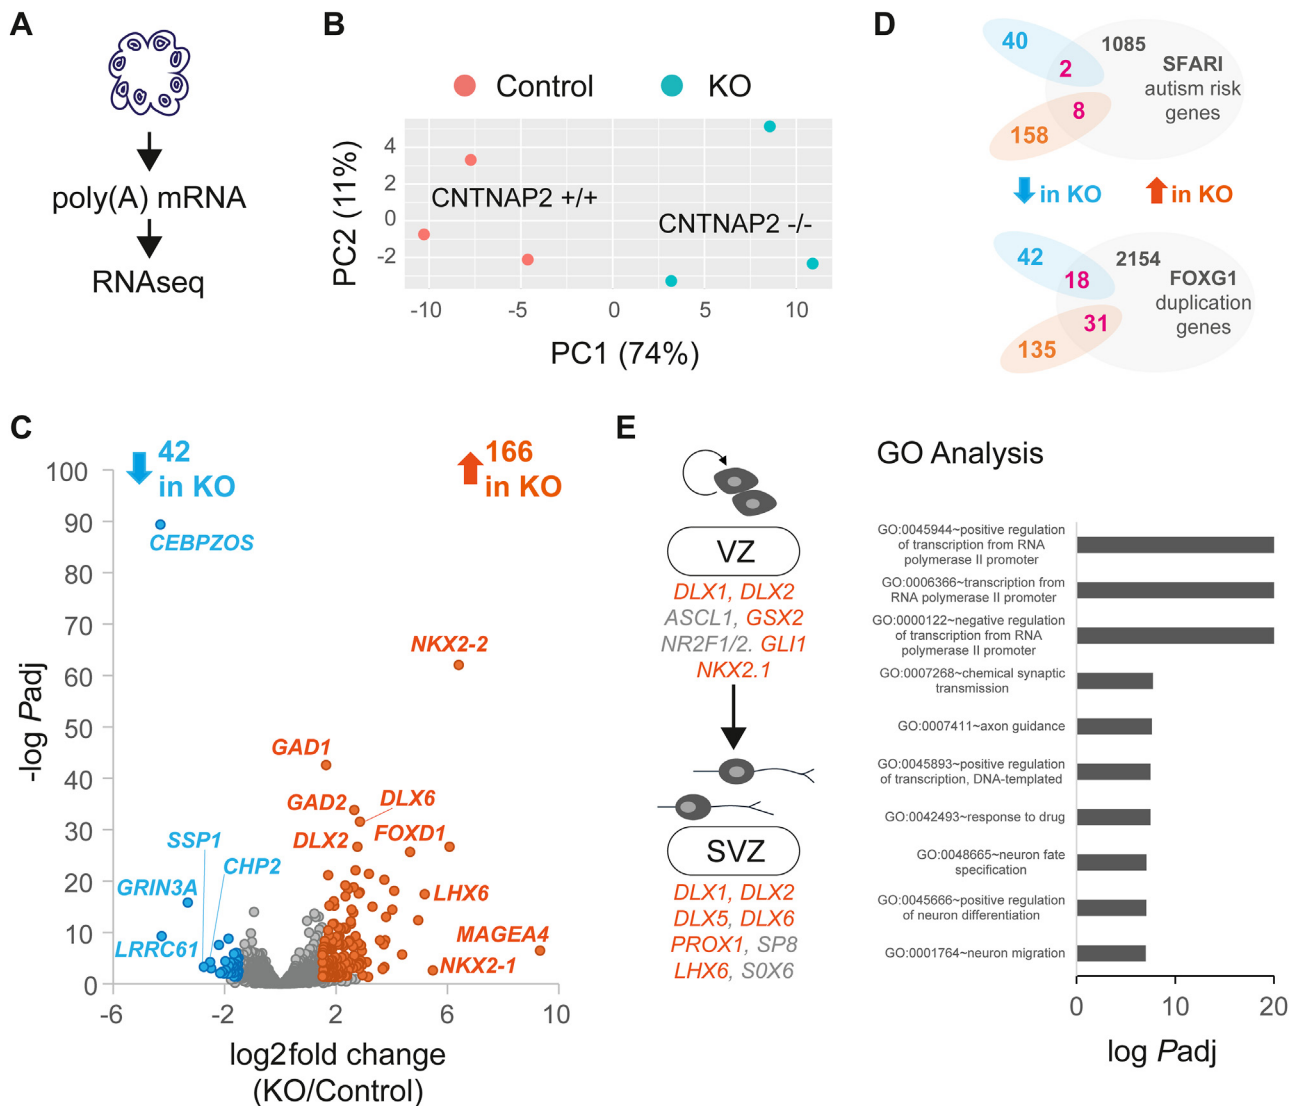 A
poly(A) mRNA
RNAseq
B
Control
KO
PC2 (11%)
4
2
0
-2
CNTNAP2 +/+
CNTNAP2 -/-
-10
-5
0
5
10
PC1 (74%)
D
40
2
8
158
1085
SFARI
autism risk
genes
in KO
in KO
42
18
31
135
2154
FOXG1
duplication
genes
C
42
in KO
166
in KO
-log Padj
100
90
80
70
60
50
40
30
20
10
0
CEBPZOS
NKX2-2
GAD1
GAD2
DLX6
DLX2
FOXD1
SSP1
CHP2
GRIN3A
LHX6
LRRC61
MAGEA4
NKX2-1
-6
-2
2
6
10
log2fold change
(KO/Control)
E
VZ
DLX1, DLX2
ASCL1, GSX2
NR2F1/2. GLI1
NKX2.1
SVZ
DLX1, DLX2
DLX5, DLX6
PROX1, SP8
LHX6, S0X6
GO Analysis
GO:0045944~positive regulation
of transcription from RNA
polymerase II promoter
GO:0006366~transcription from
RNA polymerase II promoter
GO:0000122~negative regulation
of transcription from RNA
polymerase II promoter
GO:0007268~chemical synaptic
transmission
GO:0007411~axon guidance
GO:0045893~positive regulation
of transcription, DNA-templated
GO:0042493~response to drug
GO:0048665~neuron fate
specification
GO:0045666~positive regulation
of neuron differentiation
GO:0001764~neuron migration
0
10
20
log Padj